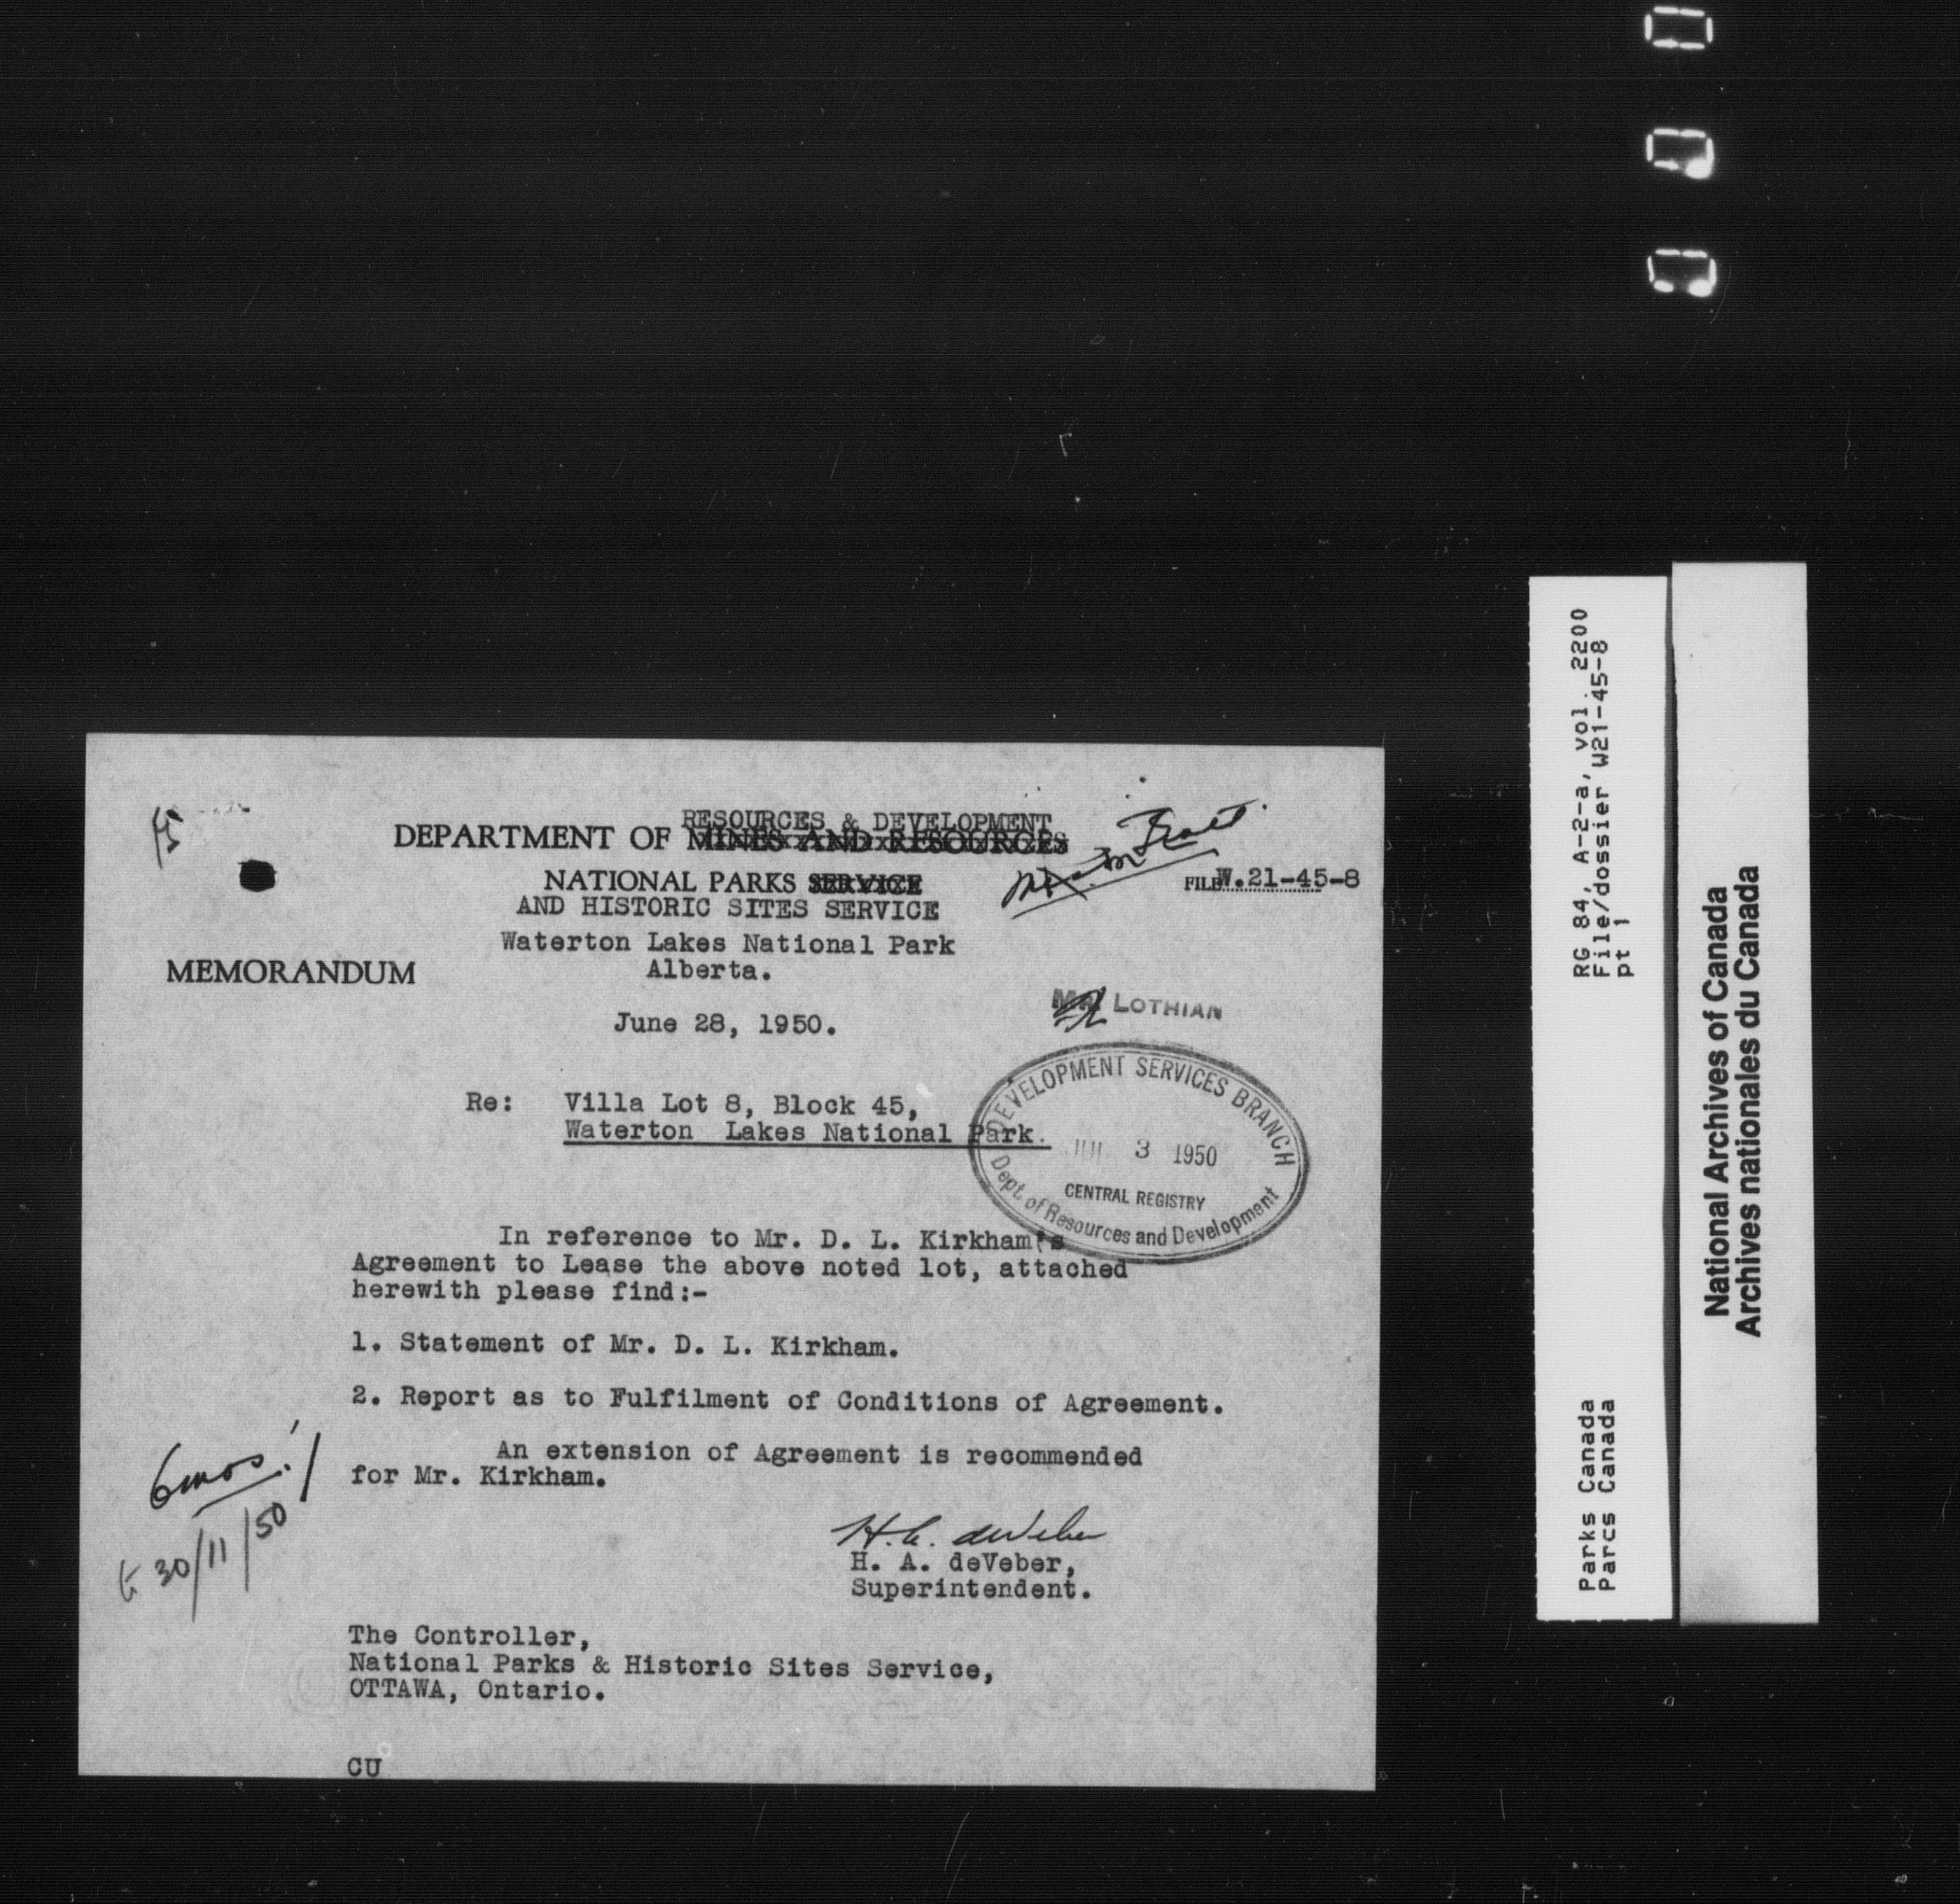 RESOURCES & DEVELOPMENT
DEPARTMENT OF MINES AND RESOURCES
NATIONAL PARKS SERVICE
FILE W.21-45-8
AND HISTORIC SITES SERVICE
Waterton Lakes National Park
MEMORANDUM
Alberta.
Mr. LOTHIAN
June 28, 1950.
Re: Villa Lot 8, Block 45,
Waterton Lakes National Park.
DEVELOPMENT SERVICES BRANCH
JUL 3 1950
CENTRAL REGISTRY
Dept. of Resources and Development
In reference to Mr. D. L. Kirkham's
Agreement to Lease the above noted lot, attached
herewith please find:-
1. Statement of Mr. D. L. Kirkham.
2. Report as to Fulfilment of Conditions of Agreement.
An extension of Agreement is recommended
for Mr. Kirkham.
6 mos.
30/11/50
H. A. deVeber
H. A. deVeber,
Superintendent.
The Controller,
National Parks & Historic Sites Service,
OTTAWA, Ontario.
CU
RG 84, A-2-a, vol. 2200
File/dossier W21-45-8
pt 1
Parks Canada
Parcs Canada
National Archives of Canada
Archives nationales du Canada